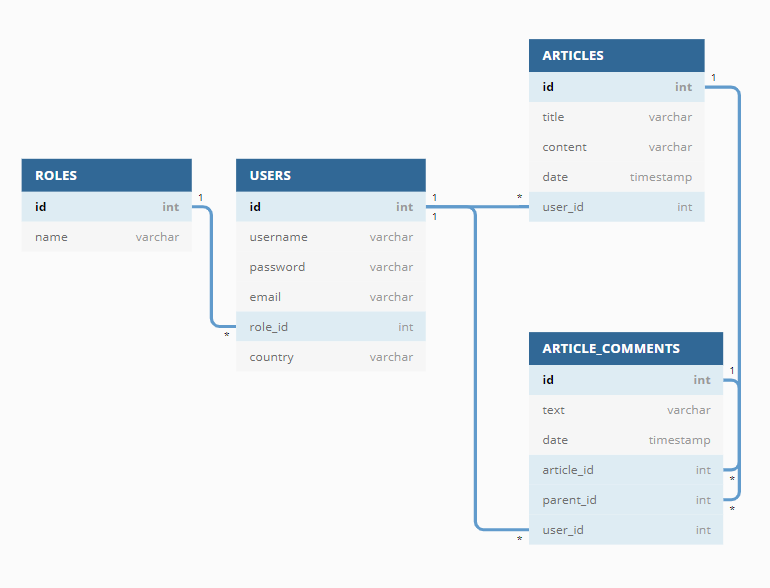 ROLES
id int
name varchar
1
*
USERS
id int
username varchar
password varchar
email varchar
role_id int
country varchar
1
1
*
*
ARTICLES
id int
title varchar
content varchar
date timestamp
user_id int
1
ARTICLE_COMMENTS
id int
text varchar
date timestamp
article_id int
parent_id int
user_id int
1
*
*